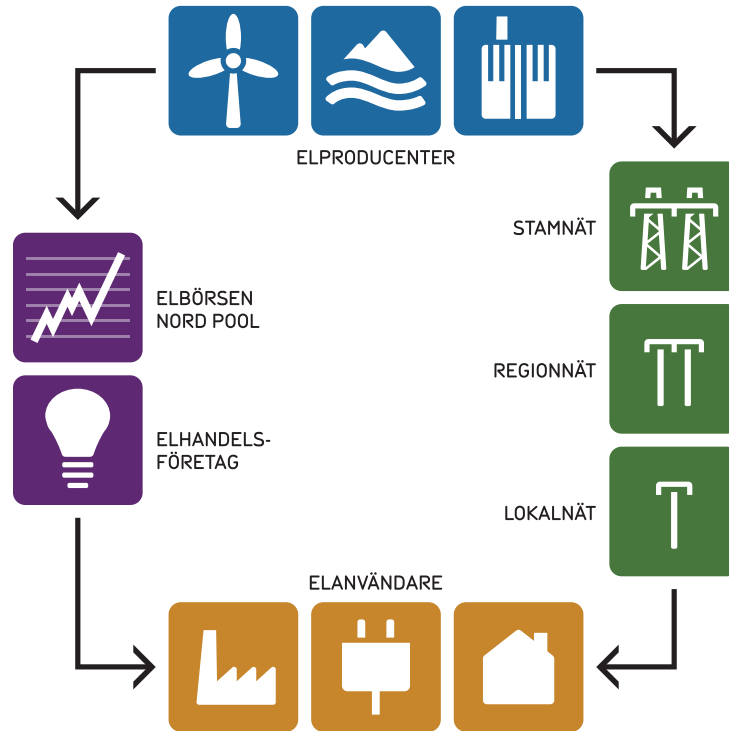 ELPRODUCENTER
STAMNÄT
ELBÖRSEN
NORD POOL
REGIONNÄT
ELHANDELS-
FÖRETAG
LOKALNÄT
ELANVÄNDARE